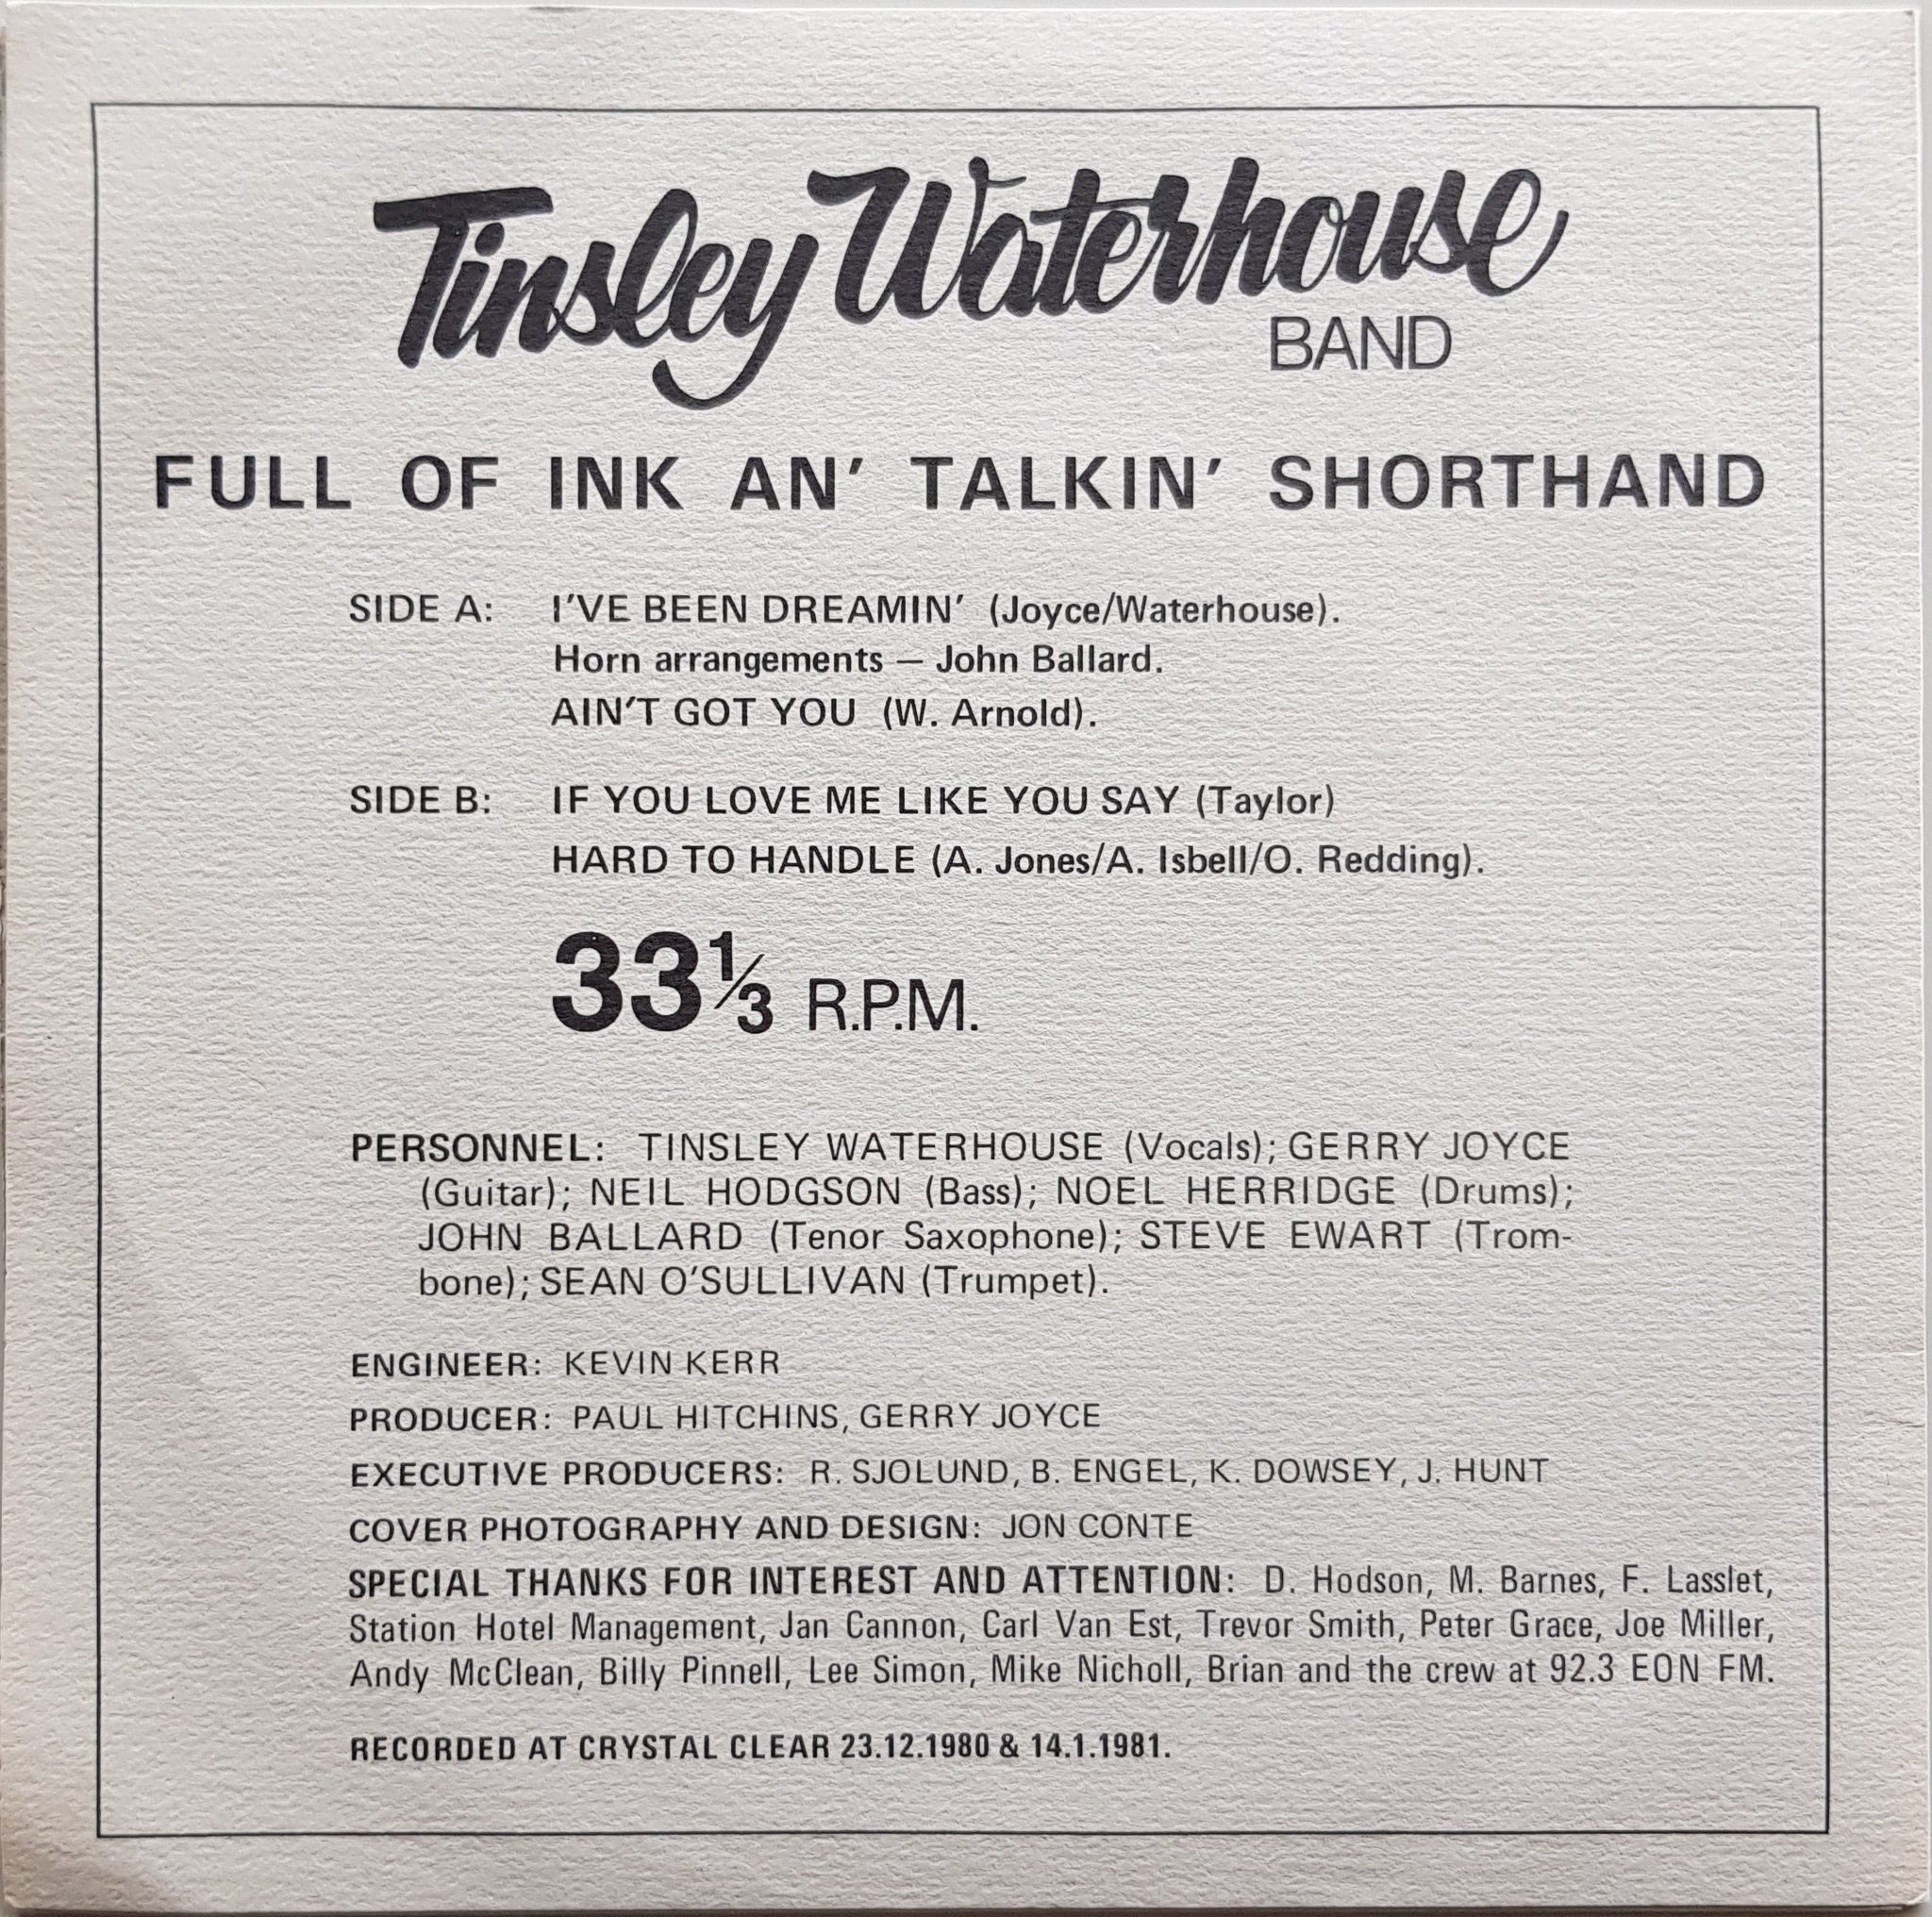 Tinsley Waterhouse
BAND
FULL OF INK AN' TALKIN' SHORTHAND
SIDE A: I'VE BEEN DREAMIN' (Joyce/Waterhouse).
Horn arrangements — John Ballard.
AIN'T GOT YOU (W. Arnold).
SIDE B: IF YOU LOVE ME LIKE YOU SAY (Taylor)
HARD TO HANDLE (A. Jones/A. Isbell/O. Redding).
33⅓ R.P.M.
PERSONNEL: TINSLEY WATERHOUSE (Vocals); GERRY JOYCE
(Guitar); NEIL HODGSON (Bass); NOEL HERRIDGE (Drums);
JOHN BALLARD (Tenor Saxophone); STEVE EWART (Trom-
bone); SEAN O'SULLIVAN (Trumpet).
ENGINEER: KEVIN KERR
PRODUCER: PAUL HITCHINS, GERRY JOYCE
EXECUTIVE PRODUCERS: R. SJOLUND, B. ENGEL, K. DOWSEY, J. HUNT
COVER PHOTOGRAPHY AND DESIGN: JON CONTE
SPECIAL THANKS FOR INTEREST AND ATTENTION: D. Hodson, M. Barnes, F. Lasslet,
Station Hotel Management, Jan Cannon, Carl Van Est, Trevor Smith, Peter Grace, Joe Miller,
Andy McClean, Billy Pinnell, Lee Simon, Mike Nicholl, Brian and the crew at 92.3 EON FM.
RECORDED AT CRYSTAL CLEAR 23.12.1980 & 14.1.1981.